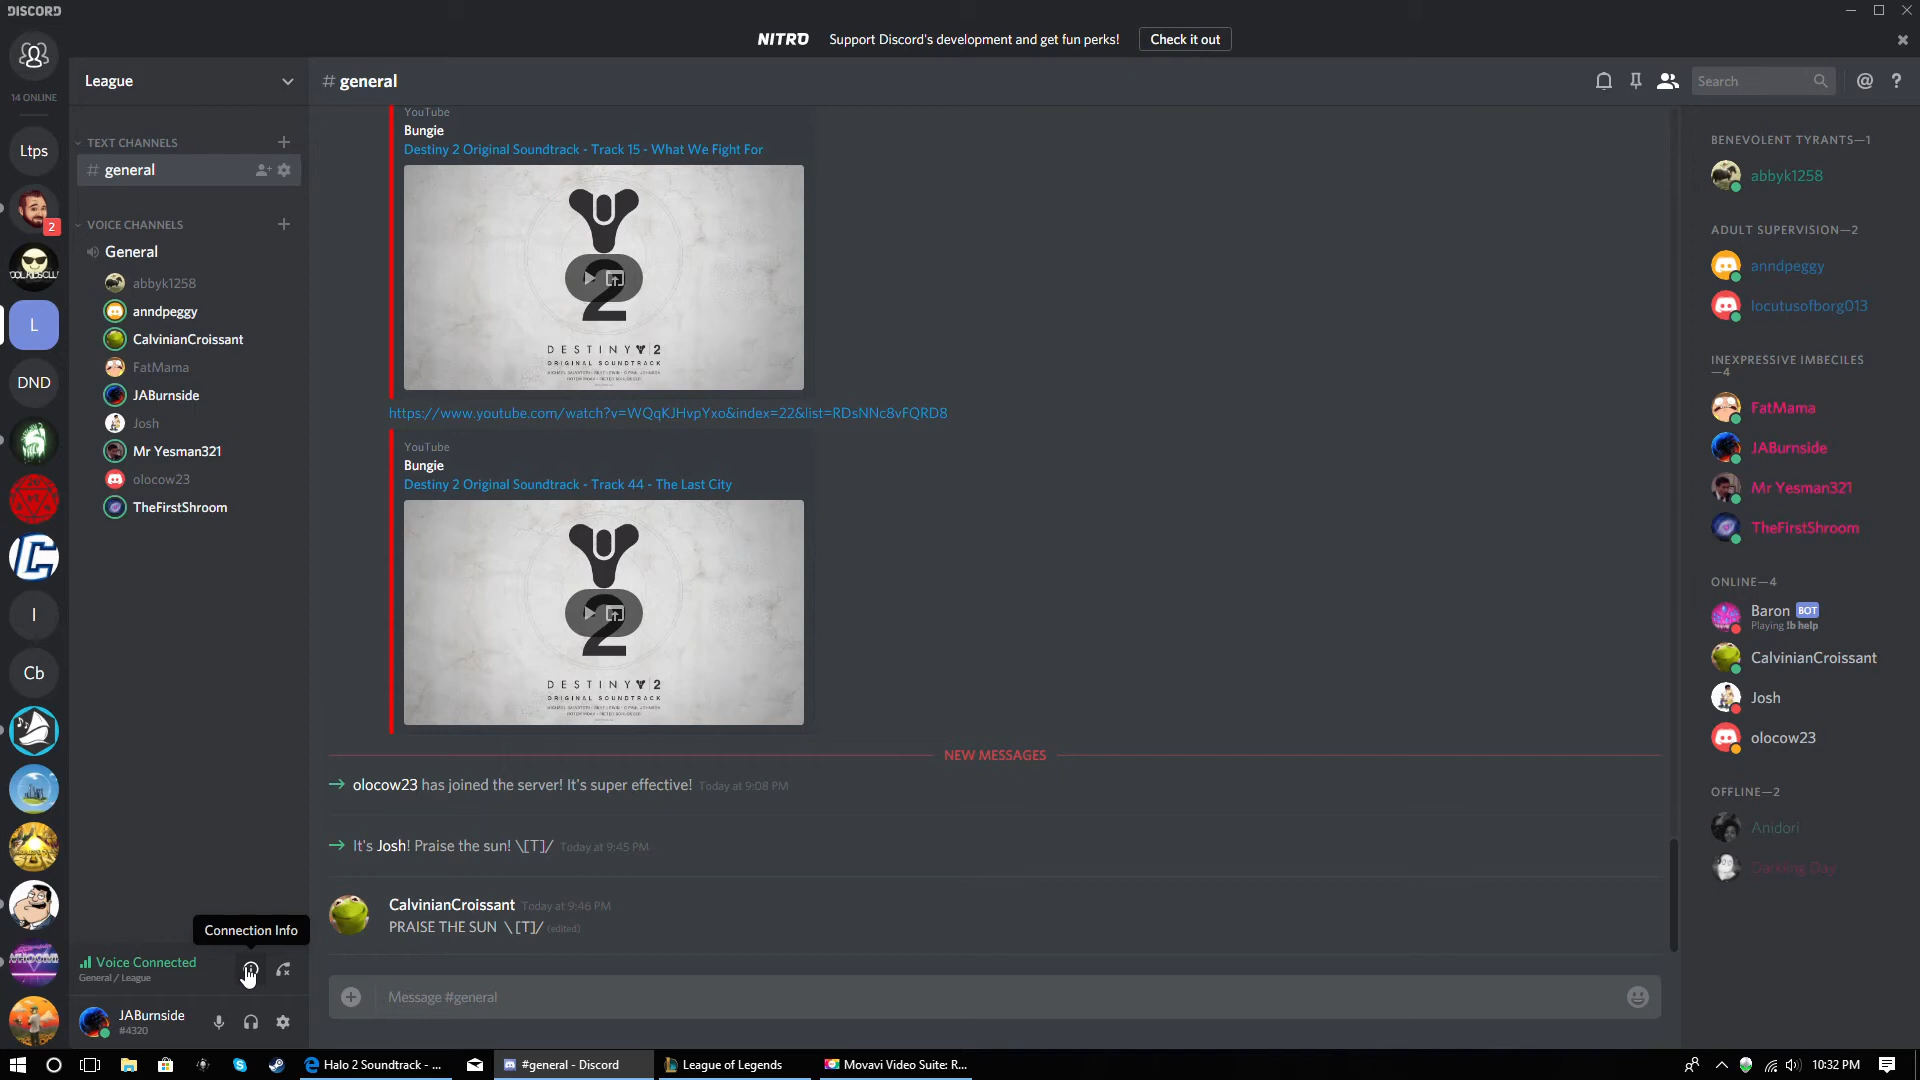 DISCORD
NITRO Support Discord's development and get fun perks! Check it out
14 ONLINE
Ltps
2
L
DND
I
Cb
League
TEXT CHANNELS
# general
VOICE CHANNELS
General
abbyk1258
anndpeggy
CalvinianCroissant
FatMama
JABurnside
Josh
Mr Yesman321
olocow23
TheFirstShroom
Connection Info
Voice Connected
General / League
JABurnside
#4320
# general
Search
YouTube
Bungie
Destiny 2 Original Soundtrack - Track 15 - What We Fight For
2
DESTINY 2
ORIGINAL SOUNDTRACK
https://www.youtube.com/watch?v=WQqKJHvpYxo&index=22&list=RDsNNc8vFQRD8
YouTube
Bungie
Destiny 2 Original Soundtrack - Track 44 - The Last City
2
DESTINY 2
ORIGINAL SOUNDTRACK
NEW MESSAGES
olocow23 has joined the server! It's super effective! Today at 9:08 PM
It's Josh! Praise the sun! \[T]/ Today at 9:45 PM
CalvinianCroissant Today at 9:46 PM
PRAISE THE SUN \[T]/ (edited)
Message #general
BENEVOLENT TYRANTS—1
abbyk1258
ADULT SUPERVISION—2
anndpeggy
locutusofborg013
INEXPRESSIVE IMBECILES
—4
FatMama
JABurnside
Mr Yesman321
TheFirstShroom
ONLINE—4
Baron BOT
Playing !b help
CalvinianCroissant
Josh
olocow23
OFFLINE—2
Anidori
Darkling Day
Halo 2 Soundtrack - ...
#general - Discord
League of Legends
Movavi Video Suite: R...
10:32 PM